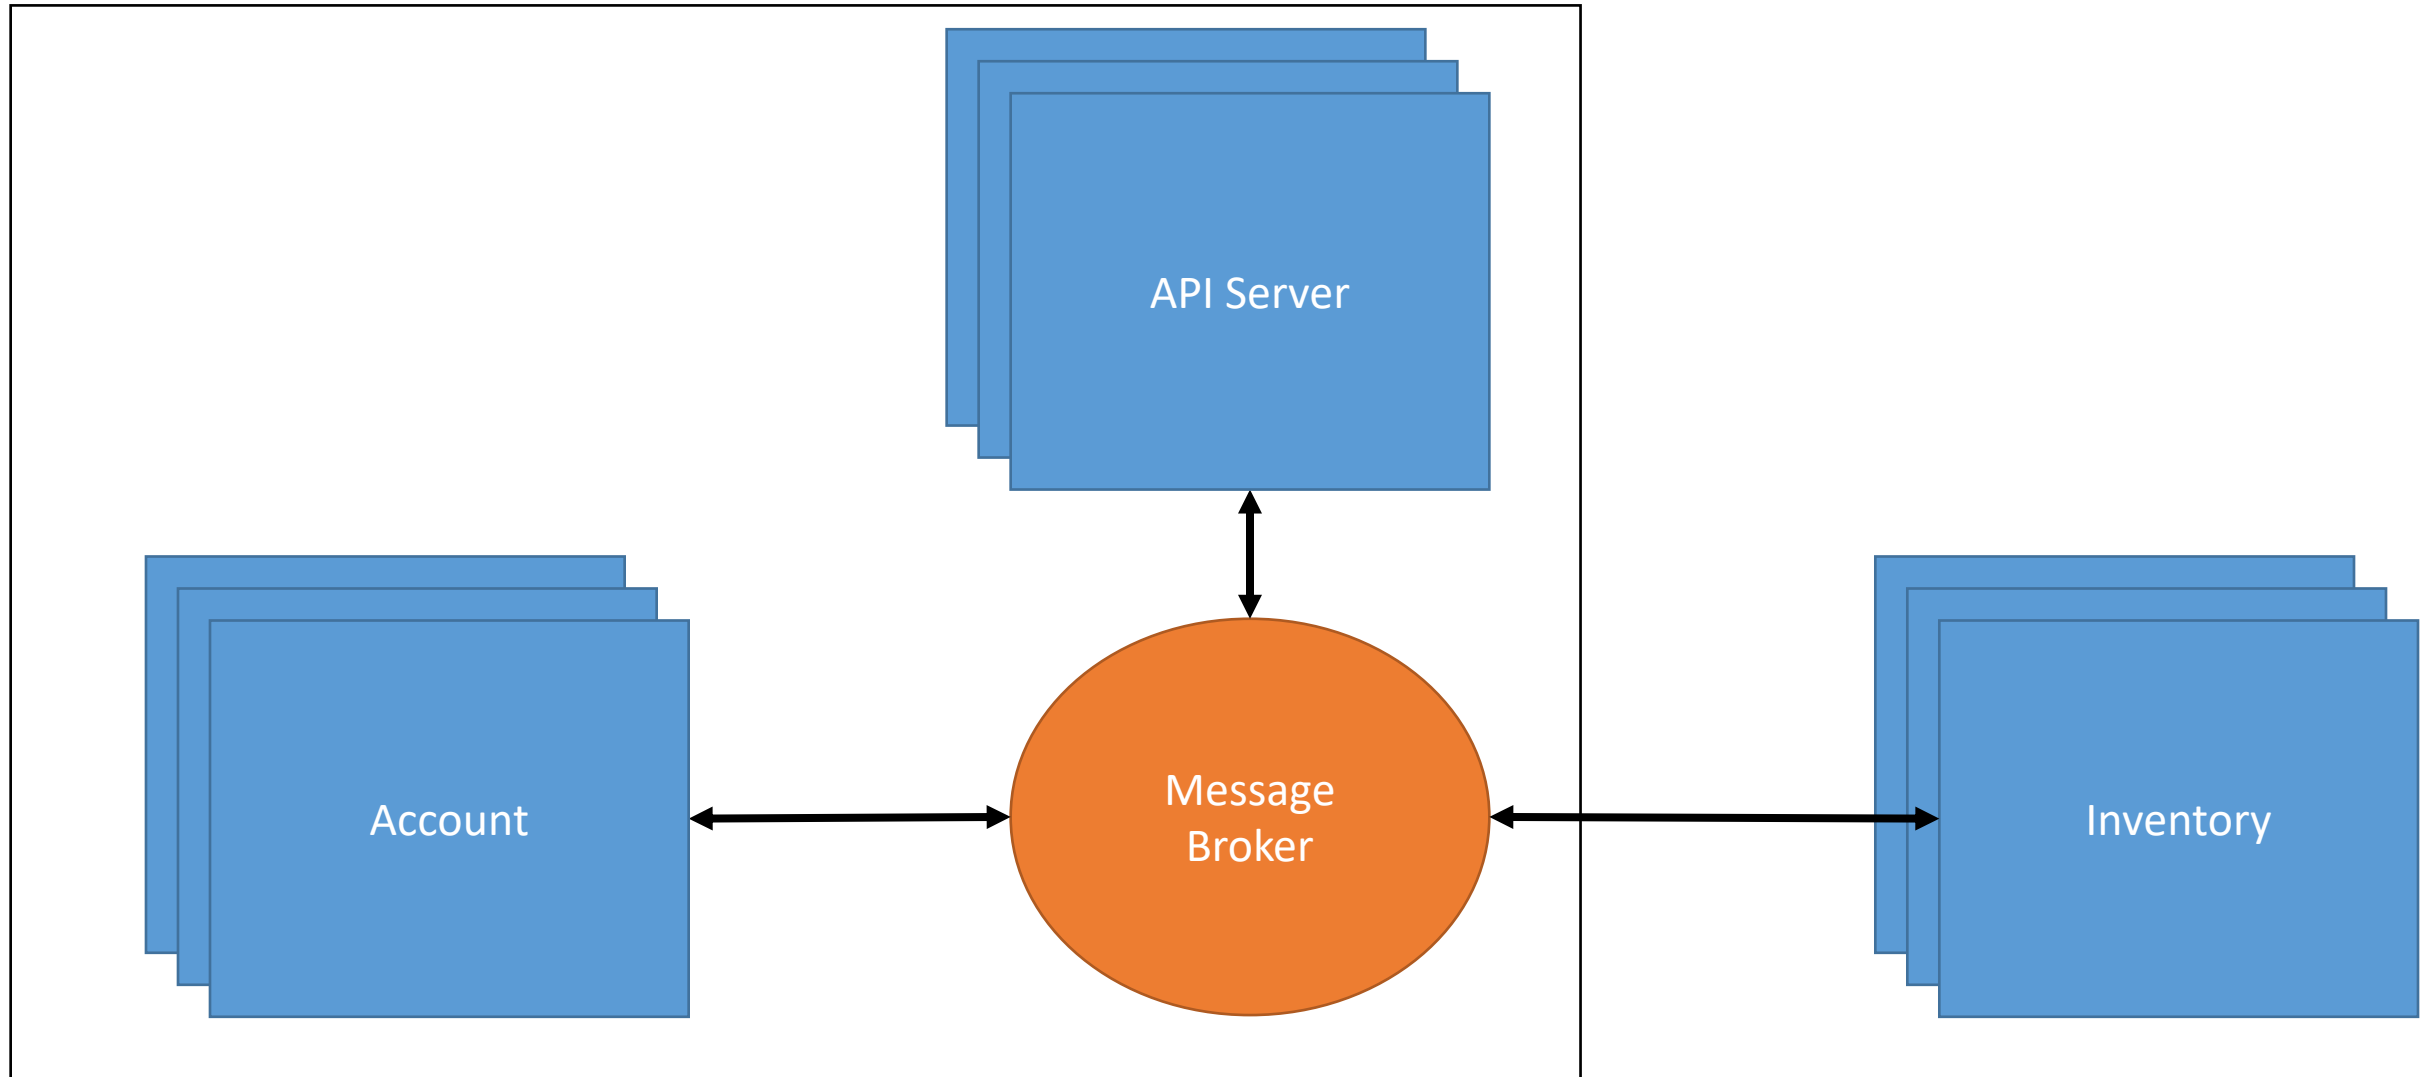 API Server
Account
Message
Broker
Inventory